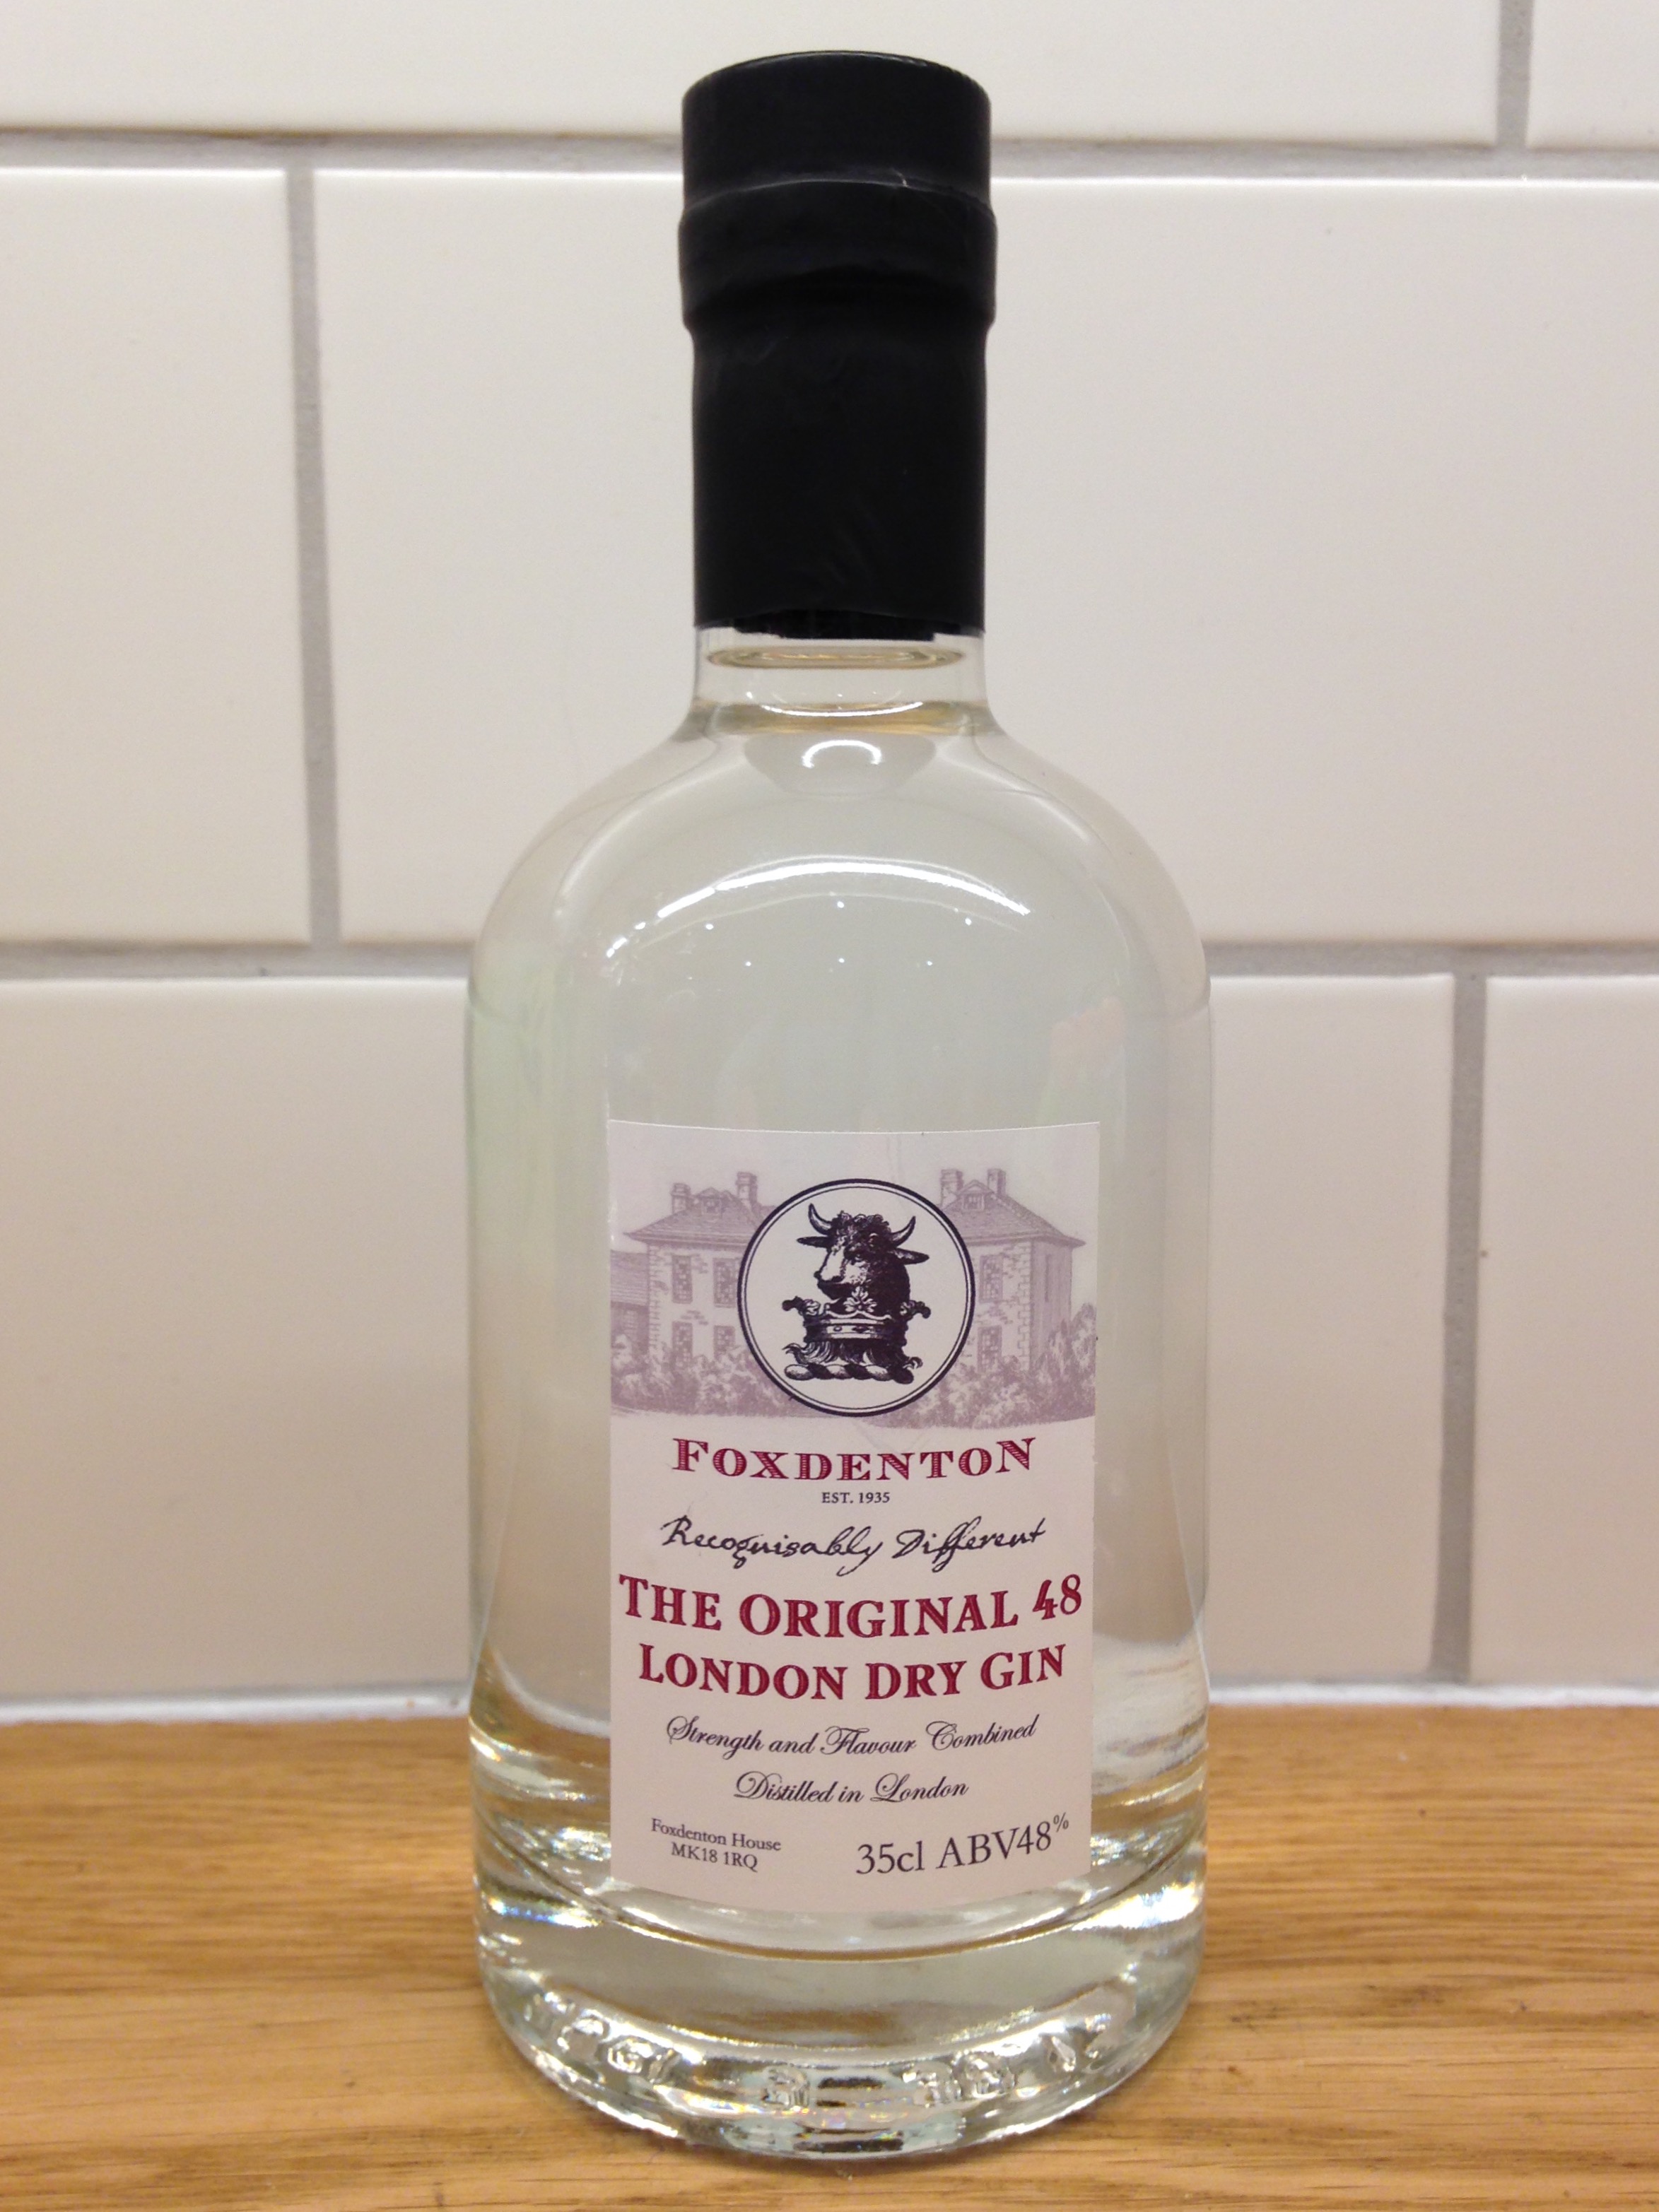 FOXDENTON
EST. 1935
Recognisably Different
THE ORIGINAL 48
LONDON DRY GIN
Strength and Flavour Combined
Distilled in London
Foxdenton House
MK18 1RQ
35cl ABV48%